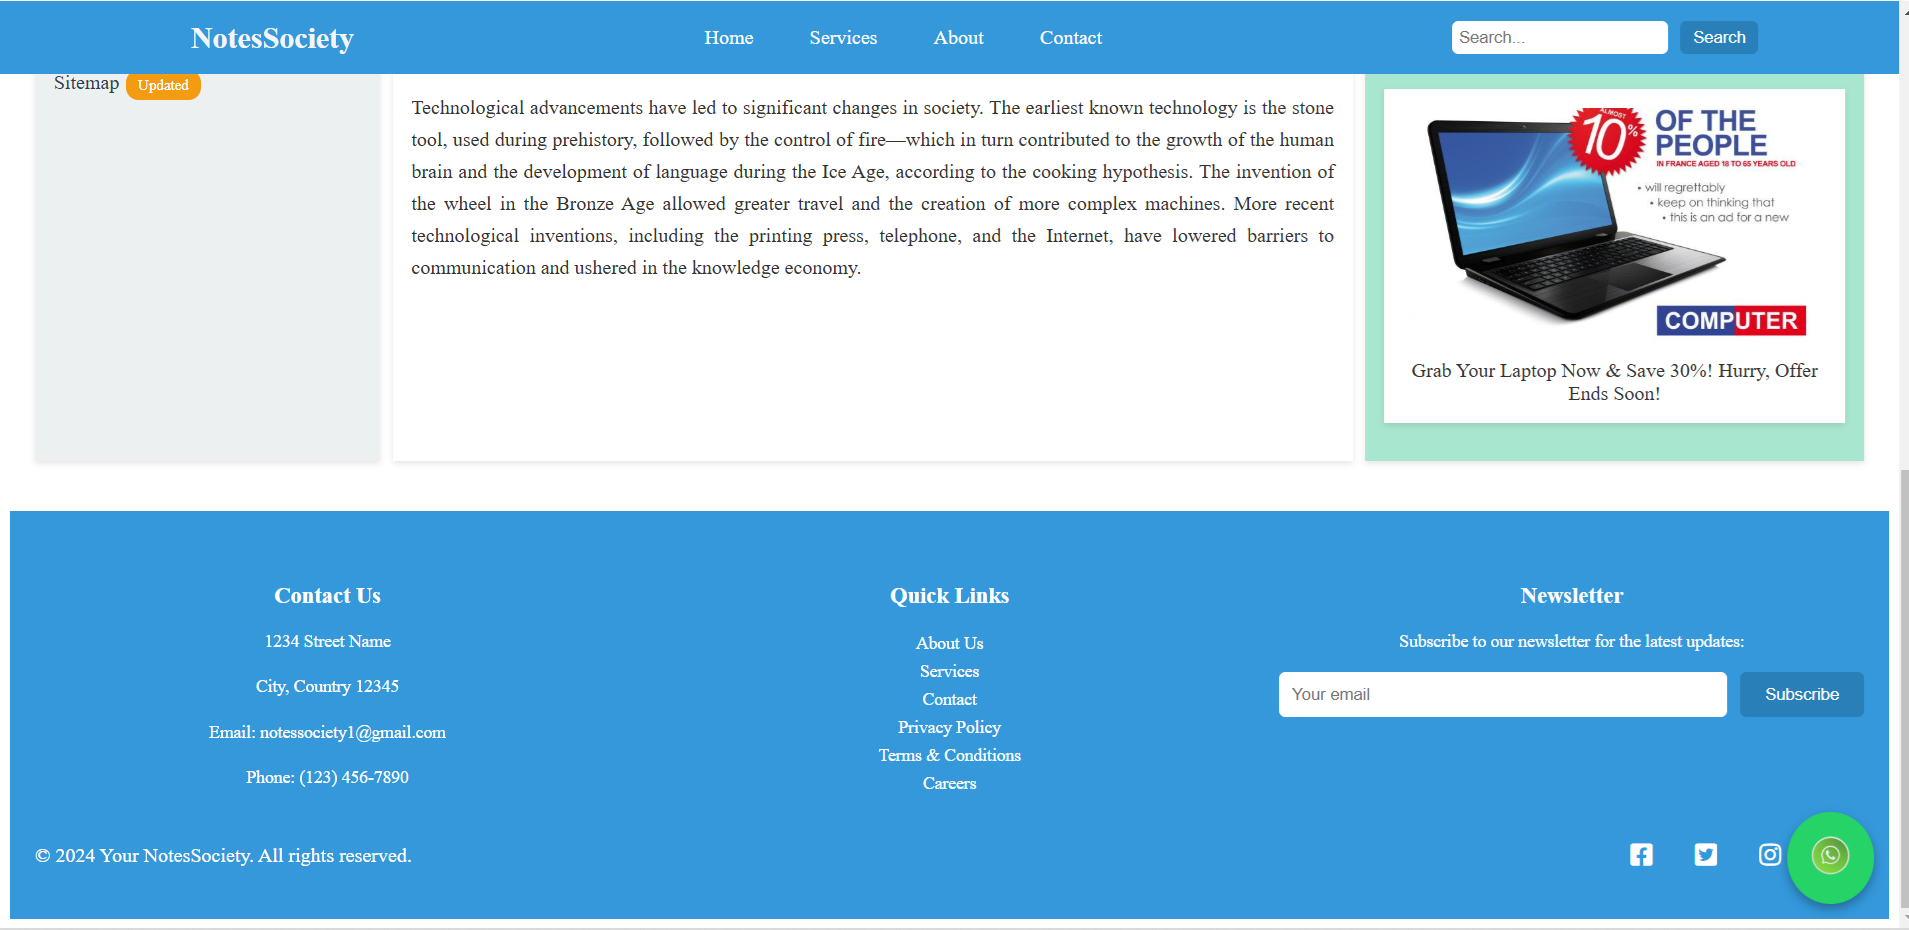 NotesSociety
Home
Services
About
Contact
Search...
Search
Sitemap
Updated
Technological advancements have led to significant changes in society. The earliest known technology is the stone
tool, used during prehistory, followed by the control of fire—which in turn contributed to the growth of the human
brain and the development of language during the Ice Age, according to the cooking hypothesis. The invention of
the wheel in the Bronze Age allowed greater travel and the creation of more complex machines. More recent
technological inventions, including the printing press, telephone, and the Internet, have lowered barriers to
communication and ushered in the knowledge economy.
ALMOST
10%
OF THE
PEOPLE
IN FRANCE AGED 18 TO 65 YEARS OLD
• will regrettably
• keep on thinking that
• this is an ad for a new
COMPUTER
Grab Your Laptop Now & Save 30%! Hurry, Offer
Ends Soon!
Contact Us
1234 Street Name
City, Country 12345
Email: notessociety1@gmail.com
Phone: (123) 456-7890
Quick Links
About Us
Services
Contact
Privacy Policy
Terms & Conditions
Careers
Newsletter
Subscribe to our newsletter for the latest updates:
Your email
Subscribe
© 2024 Your NotesSociety. All rights reserved.